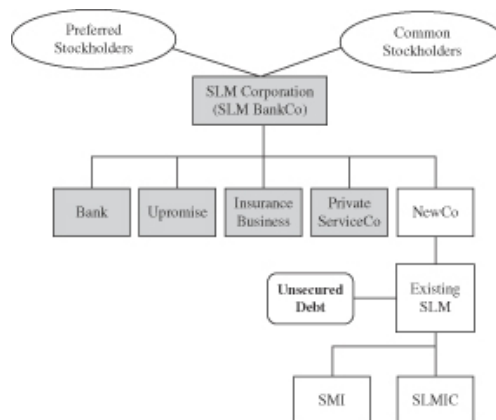 Preferred
Stockholders
Common
Stockholders
SLM Corporation
(SLM BankCo)
Bank
Upromise
Insurance
Business
Private
ServiceCo
NewCo
Unsecured
Debt
Existing
SLM
SMI
SLMIC